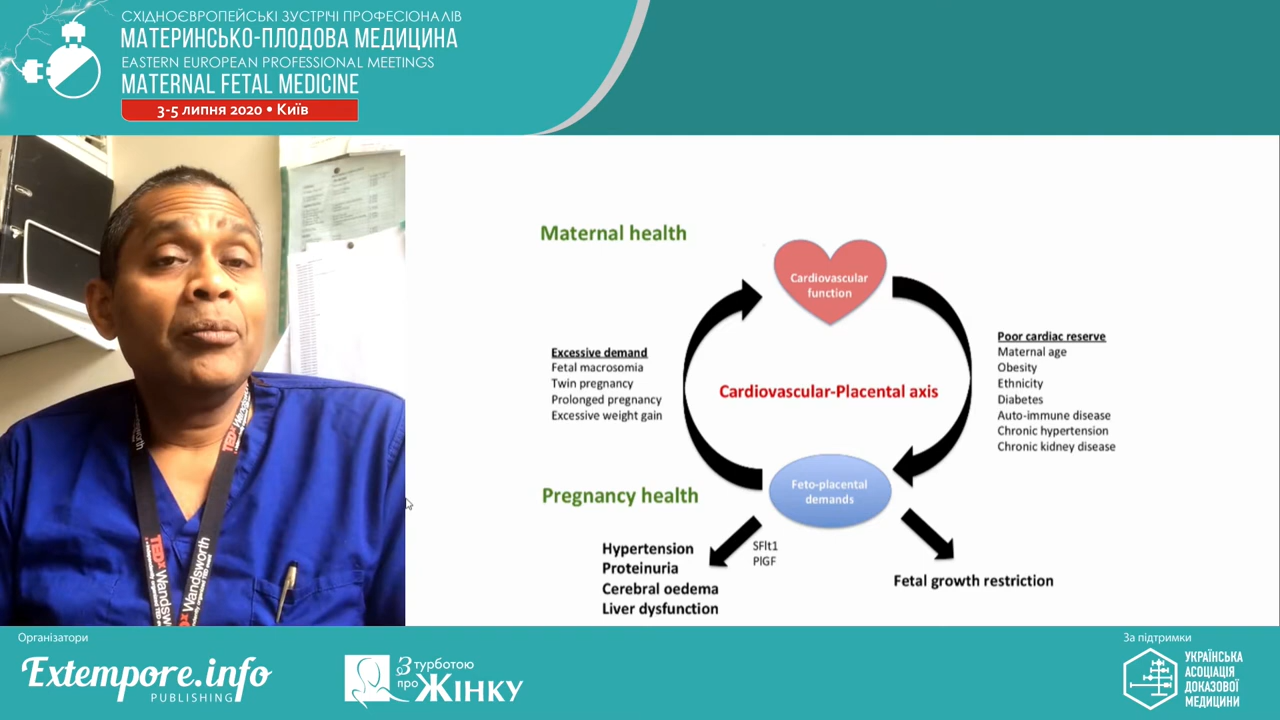 СХІДНОЄВРОПЕЙСЬКІ ЗУСТРІЧІ ПРОФЕСІОНАЛІВ
МАТЕРИНСЬКО-ПЛОДОВА МЕДИЦИНА
EASTERN EUROPEAN PROFESSIONAL MEETINGS
MATERNAL FETAL MEDICINE
3-5 липня 2020 • Київ
Maternal health
Cardiovascular
function
Excessive demand
Fetal macrosomia
Twin pregnancy
Prolonged pregnancy
Excessive weight gain
Cardiovascular-Placental axis
Poor cardiac reserve
Maternal age
Obesity
Ethnicity
Diabetes
Auto-immune disease
Chronic hypertension
Chronic kidney disease
Pregnancy health
Feto-placental
demands
SFlt1
PlGF
Hypertension
Proteinuria
Cerebral oedema
Liver dysfunction
Fetal growth restriction
TEDx Wandsworth
TEDx Wandsw
Організатори
Extempore.info
PUBLISHING
З турботою
про ЖІНКУ
За підтримки
УКРАЇНСЬКА
АСОЦІАЦІЯ
ДОКАЗОВОЇ
МЕДИЦИНИ